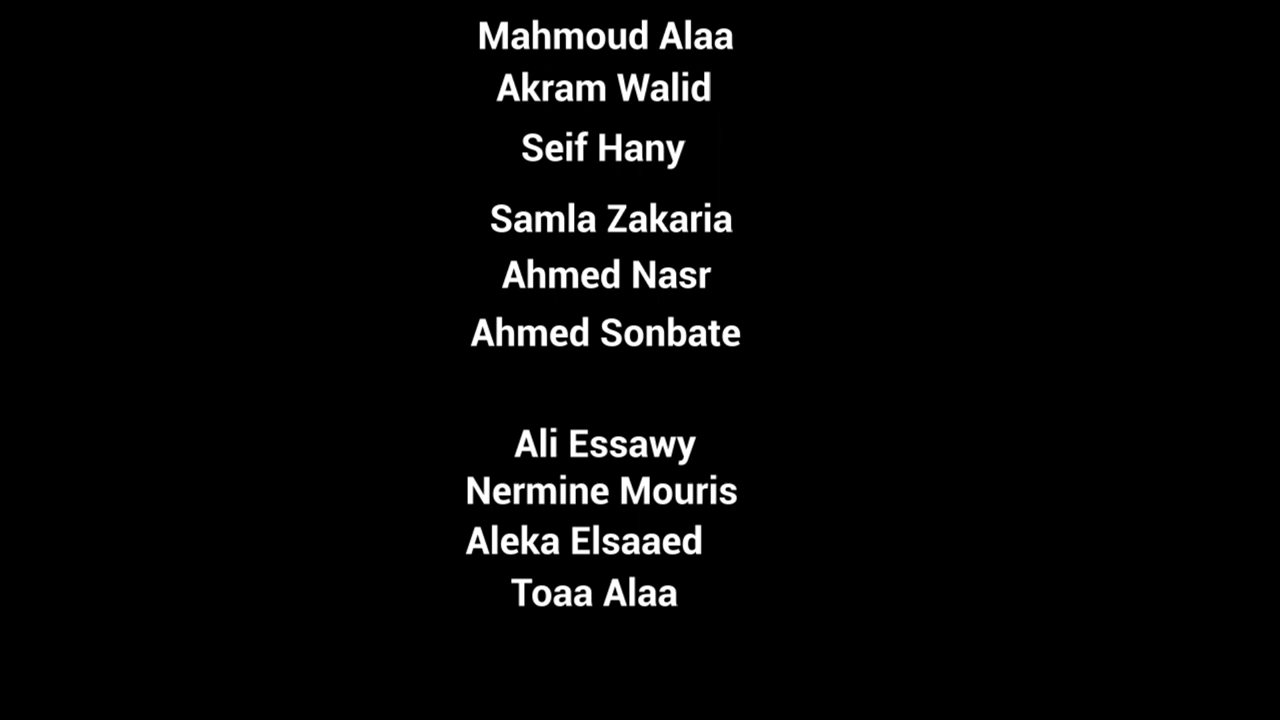 Mahmoud Alaa
Akram Walid
Seif Hany
Samla Zakaria
Ahmed Nasr
Ahmed Sonbate
Ali Essawy
Nermine Mouris
Aleka Elsaaed
Toaa Alaa